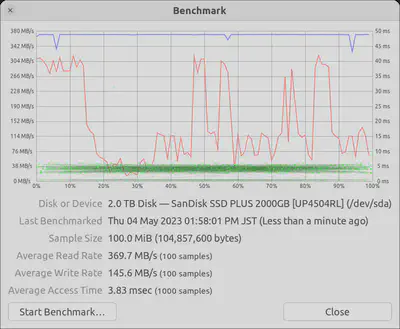 Benchmark
380 MB/s
342 MB/s
304 MB/s
266 MB/s
228 MB/s
190 MB/s
152 MB/s
114 MB/s
76 MB/s
38 MB/s
0 MB/s
50 ms
45 ms
40 ms
35 ms
30 ms
25 ms
20 ms
15 ms
10 ms
5 ms
0 ms
0% 10% 20% 30% 40% 50% 60% 70% 80% 90% 100%
Disk or Device 2.0 TB Disk — SanDisk SSD PLUS 2000GB [UP4504RL] (/dev/sda)
Last Benchmarked Thu 04 May 2023 01:58:01 PM JST (Less than a minute ago)
Sample Size 100.0 MiB (104,857,600 bytes)
Average Read Rate 369.7 MB/s (100 samples)
Average Write Rate 145.6 MB/s (100 samples)
Average Access Time 3.83 msec (1000 samples)
Start Benchmark… Close